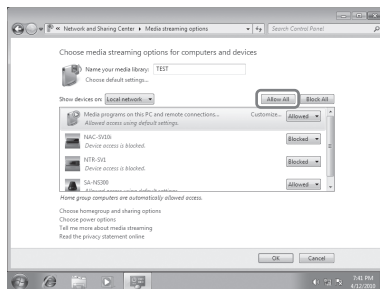 « Network and Sharing Center ▸ Media streaming options
Search Control Panel
Choose media streaming options for computers and devices
Name your media library: TEST
Choose default settings...
Show devices on: Local network
Allow All
Block All
Media programs on this PC and remote connections...
Customize...
Allowed
Allowed access using default settings.
NAC-SV10i
Blocked
Device access is blocked.
NTR-SV1
Blocked
Device access is blocked.
SA-NS300
Allowed
Allowed access using default settings.
Home group computers are automatically allowed access.
Choose homegroup and sharing options
Choose power options
Tell me more about media streaming
Read the privacy statement online
OK
Cancel
7:41 PM
4/12/2010